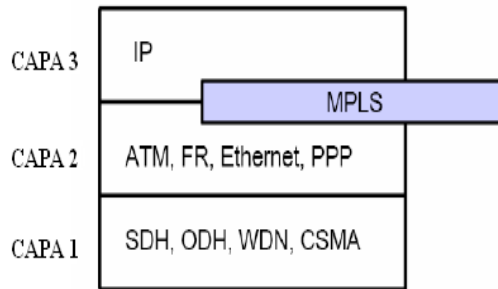 CAPA 3 IP
MPLS
CAPA 2 ATM, FR, Ethernet, PPP
CAPA 1 SDH, ODH, WDN, CSMA